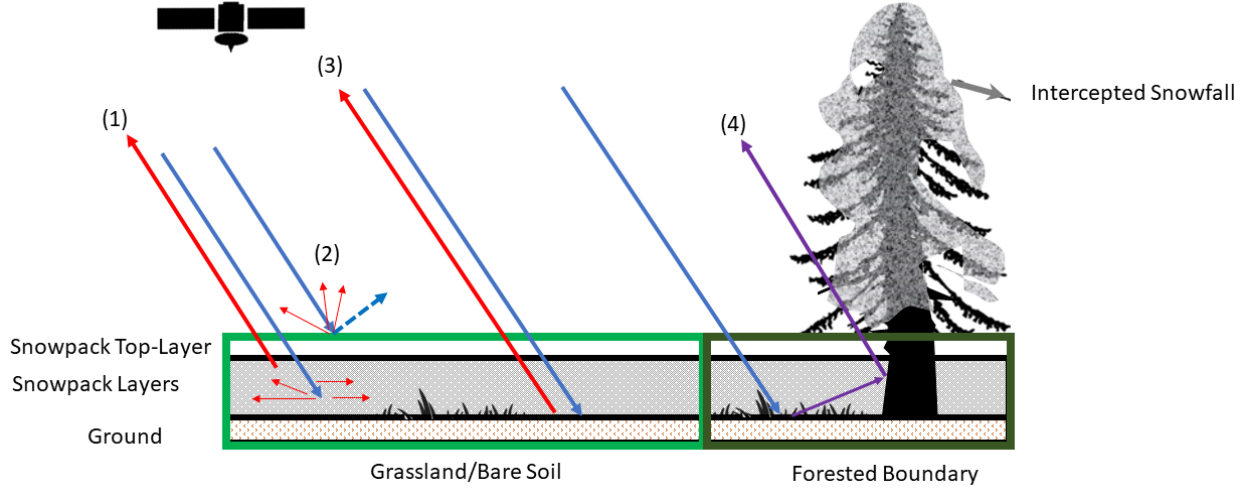 (3)
Intercepted Snowfall
(1)
(4)
(2)
Snowpack Top-Layer
Snowpack Layers
Ground
Grassland/Bare Soil
Forested Boundary